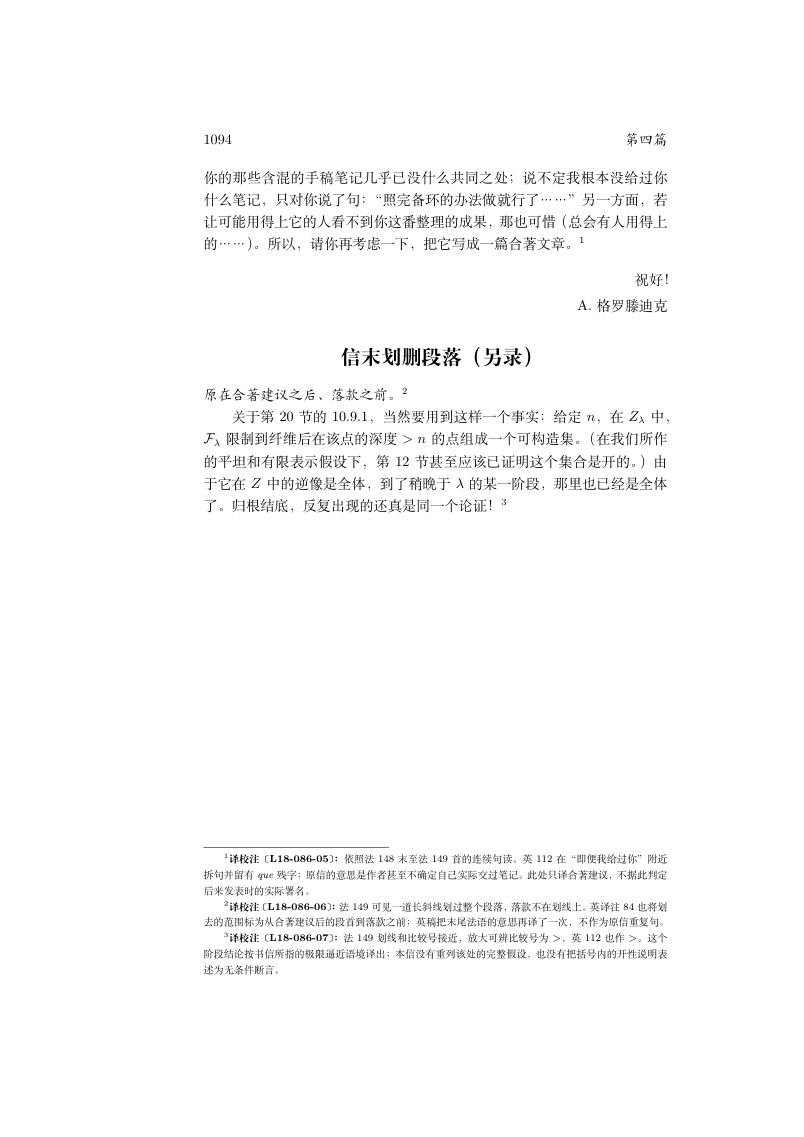 1094 第四篇
你的那些含混的手稿笔记几乎已没什么共同之处；说不定我根本没给过你
什么笔记，只对你说了句：“照完备环的办法做就行了……”另一方面，若
让可能用得上它的人看不到你这番整理的成果，那也可惜（总会有人用得上
的……）。所以，请你再考虑一下，把它写成一篇合著文章。1
祝好！
A. 格罗滕迪克
信末划删段落（另录）
原在合著建议之后、落款之前。2
关于第 20 节的 10.9.1，当然要用到这样一个事实：给定 n，在 Zλ 中，
Fλ 限制到纤维后在该点的深度 > n 的点组成一个可构造集。（在我们所作
的平坦和有限表示假设下，第 12 节甚至应该已证明这个集合是开的。）由
于它在 Z 中的逆像是全体，到了稍晚于 λ 的某一阶段，那里也已经是全体
了。归根结底，反复出现的还真是同一个论证！3
1译校注〔L18-086-05〕：依照法 148 末至法 149 首的连续句读。英 112 在“即便我给过你”附近
拆句并留有 que 残字；原信的意思是作者甚至不确定自己实际交过笔记。此处只译合著建议，不据此判定
后来发表时的实际署名。
2译校注〔L18-086-06〕：法 149 可见一道长斜线划过整个段落，落款不在划线上。英译注 84 也将划
去的范围标为从合著建议后的段首到落款之前；英稿把末尾法语的意思再译了一次，不作为原信重复句。
3译校注〔L18-086-07〕：法 149 划线和比较号接近，放大可辨比较号为 >，英 112 也作 >。这个
阶段结论按书信所指的极限逼近语境译出；本信没有重列该处的完整假设，也没有把括号内的开性说明表
述为无条件断言。